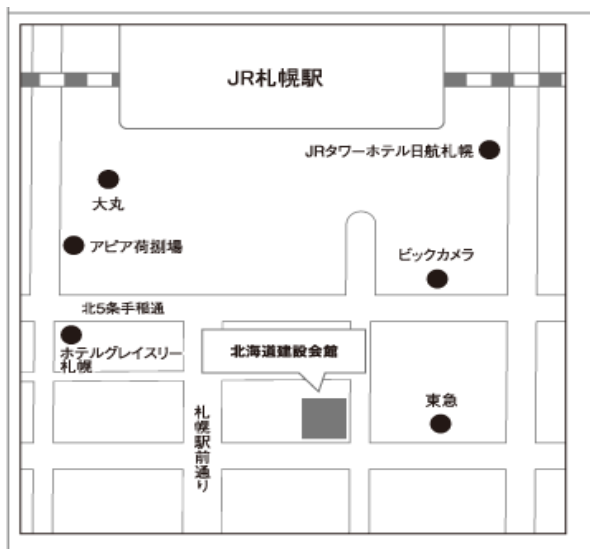 JR札幌駅
JRタワーホテル日航札幌
大丸
アピア荷捌場
ビックカメラ
北5条手稲通
ホテルグレイスリー
札幌
北海道建設会館
東急
札幌駅前通り